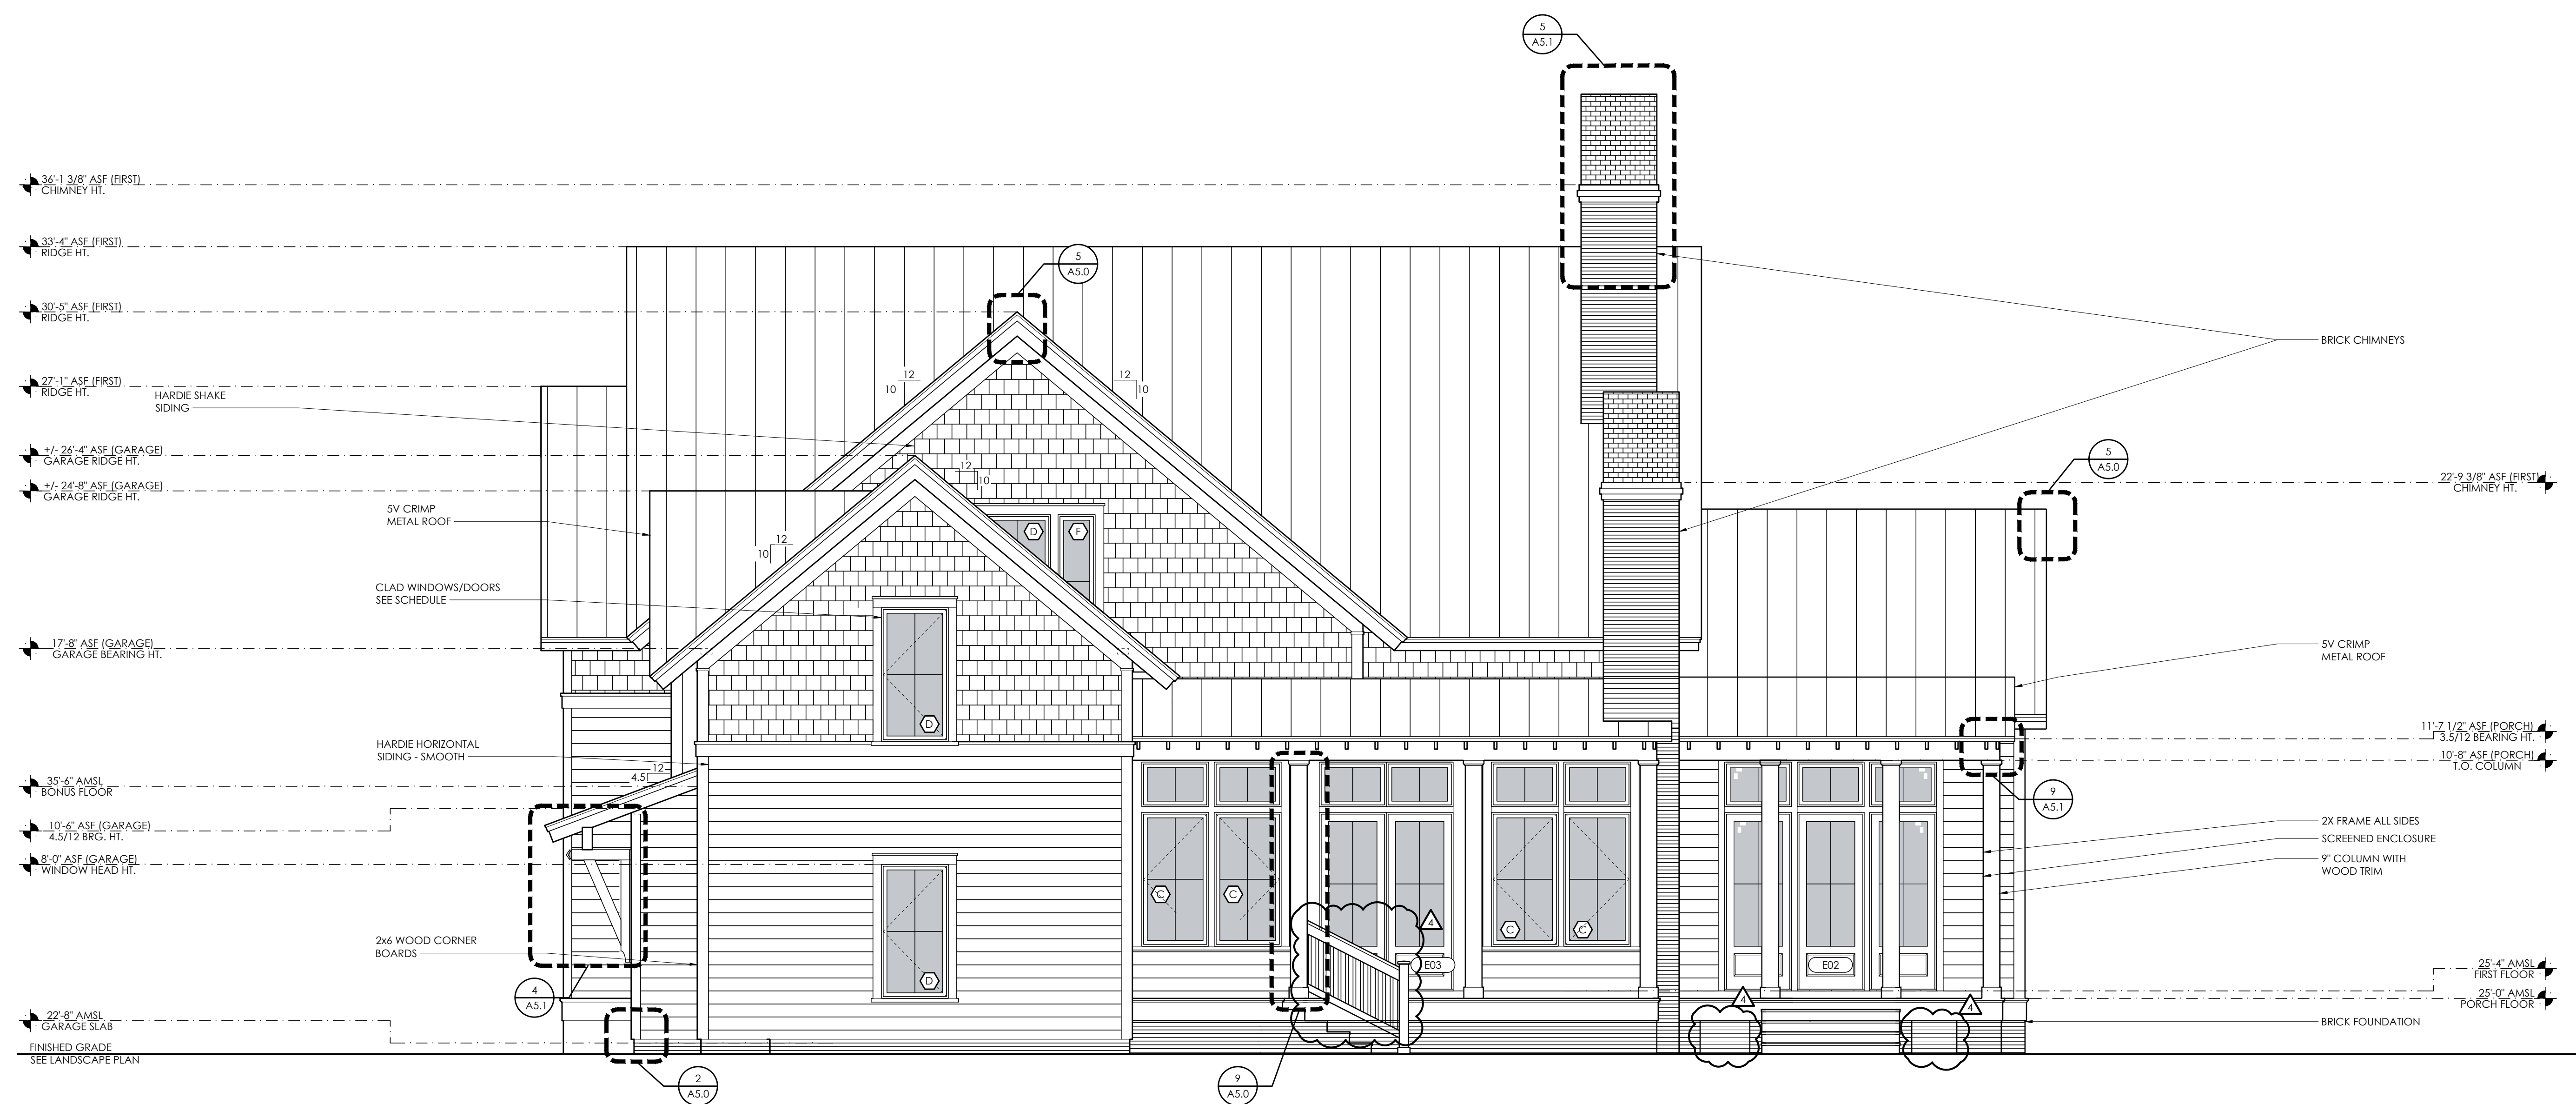 5
A5.1
36'-1 3/8" ASF (FIRST)
CHIMNEY HT.
33'-4" ASF (FIRST)
RIDGE HT.
5
A5.0
30'-5" ASF (FIRST)
RIDGE HT.
BRICK CHIMNEYS
12
10
12
10
27'-1" ASF (FIRST)
RIDGE HT.
HARDIE SHAKE
SIDING
+/- 26'-4" ASF (GARAGE)
GARAGE RIDGE HT.
5
A5.0
12
10
22'-9 3/8" ASF (FIRST)
CHIMNEY HT.
+/- 24'-8" ASF (GARAGE)
GARAGE RIDGE HT.
5V CRIMP
METAL ROOF
D
F
12
10
CLAD WINDOWS/DOORS
SEE SCHEDULE
17'-8" ASF (GARAGE)
GARAGE BEARING HT.
5V CRIMP
METAL ROOF
D
11'-7 1/2" ASF (PORCH)
3.5/12 BEARING HT.
HARDIE HORIZONTAL
SIDING - SMOOTH
10'-8" ASF (PORCH)
T.O. COLUMN
12
4.5
35'-6" AMSL
BONUS FLOOR
9
A5.1
10'-6" ASF (GARAGE)
4.5/12 BRG. HT.
2X FRAME ALL SIDES
SCREENED ENCLOSURE
9" COLUMN WITH
WOOD TRIM
8'-0" ASF (GARAGE)
WINDOW HEAD HT.
C
C
C
C
4
2x6 WOOD CORNER
BOARDS
E03
E02
25'-4" AMSL
FIRST FLOOR
D
4
A5.1
4
4
25'-0" AMSL
PORCH FLOOR
22'-8" AMSL
GARAGE SLAB
BRICK FOUNDATION
FINISHED GRADE
SEE LANDSCAPE PLAN
2
A5.0
9
A5.0